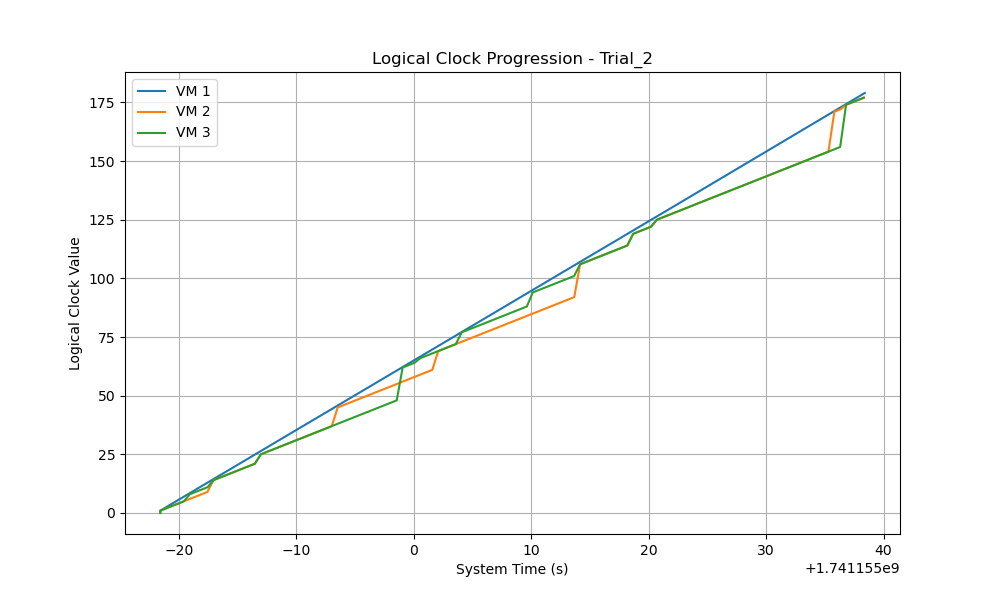 Logical Clock Progression - Trial_2
VM 1
VM 2
VM 3
175
150
125
100
75
50
25
0
Logical Clock Value
−20
−10
0
10
20
30
40
System Time (s)
+1.741155e9